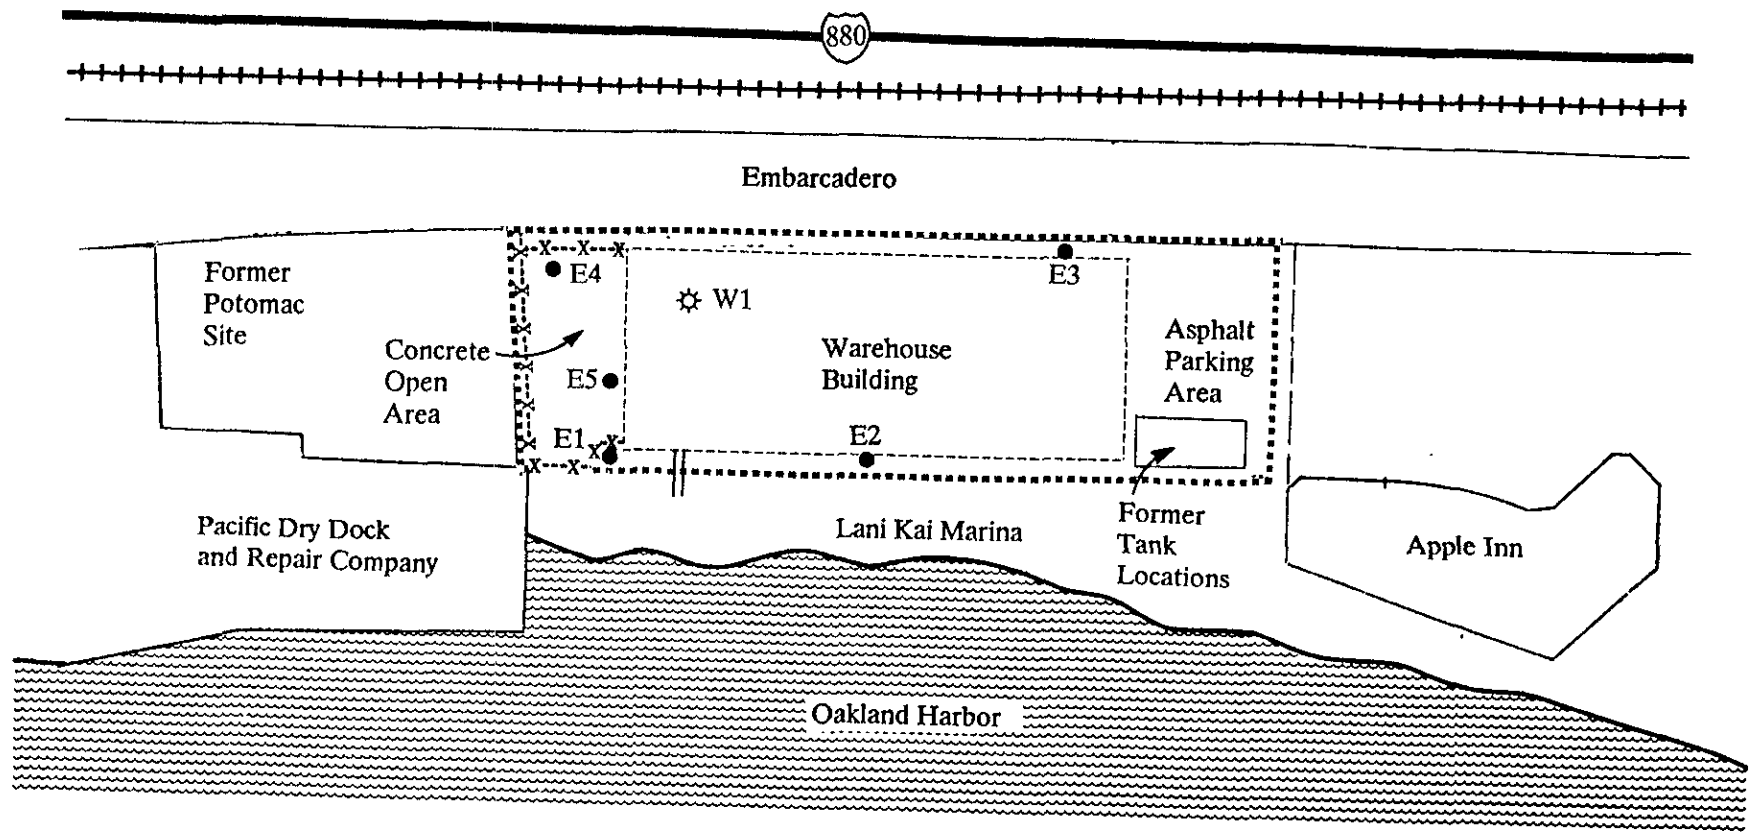 880
Embarcadero
Former
Potomac
Site
E4
E3
W1
Concrete
Open
Area
Warehouse
Building
Asphalt
Parking
Area
E5
E1
E2
Pacific Dry Dock
and Repair Company
Lani Kai Marina
Former
Tank
Locations
Apple Inn
Oakland Harbor